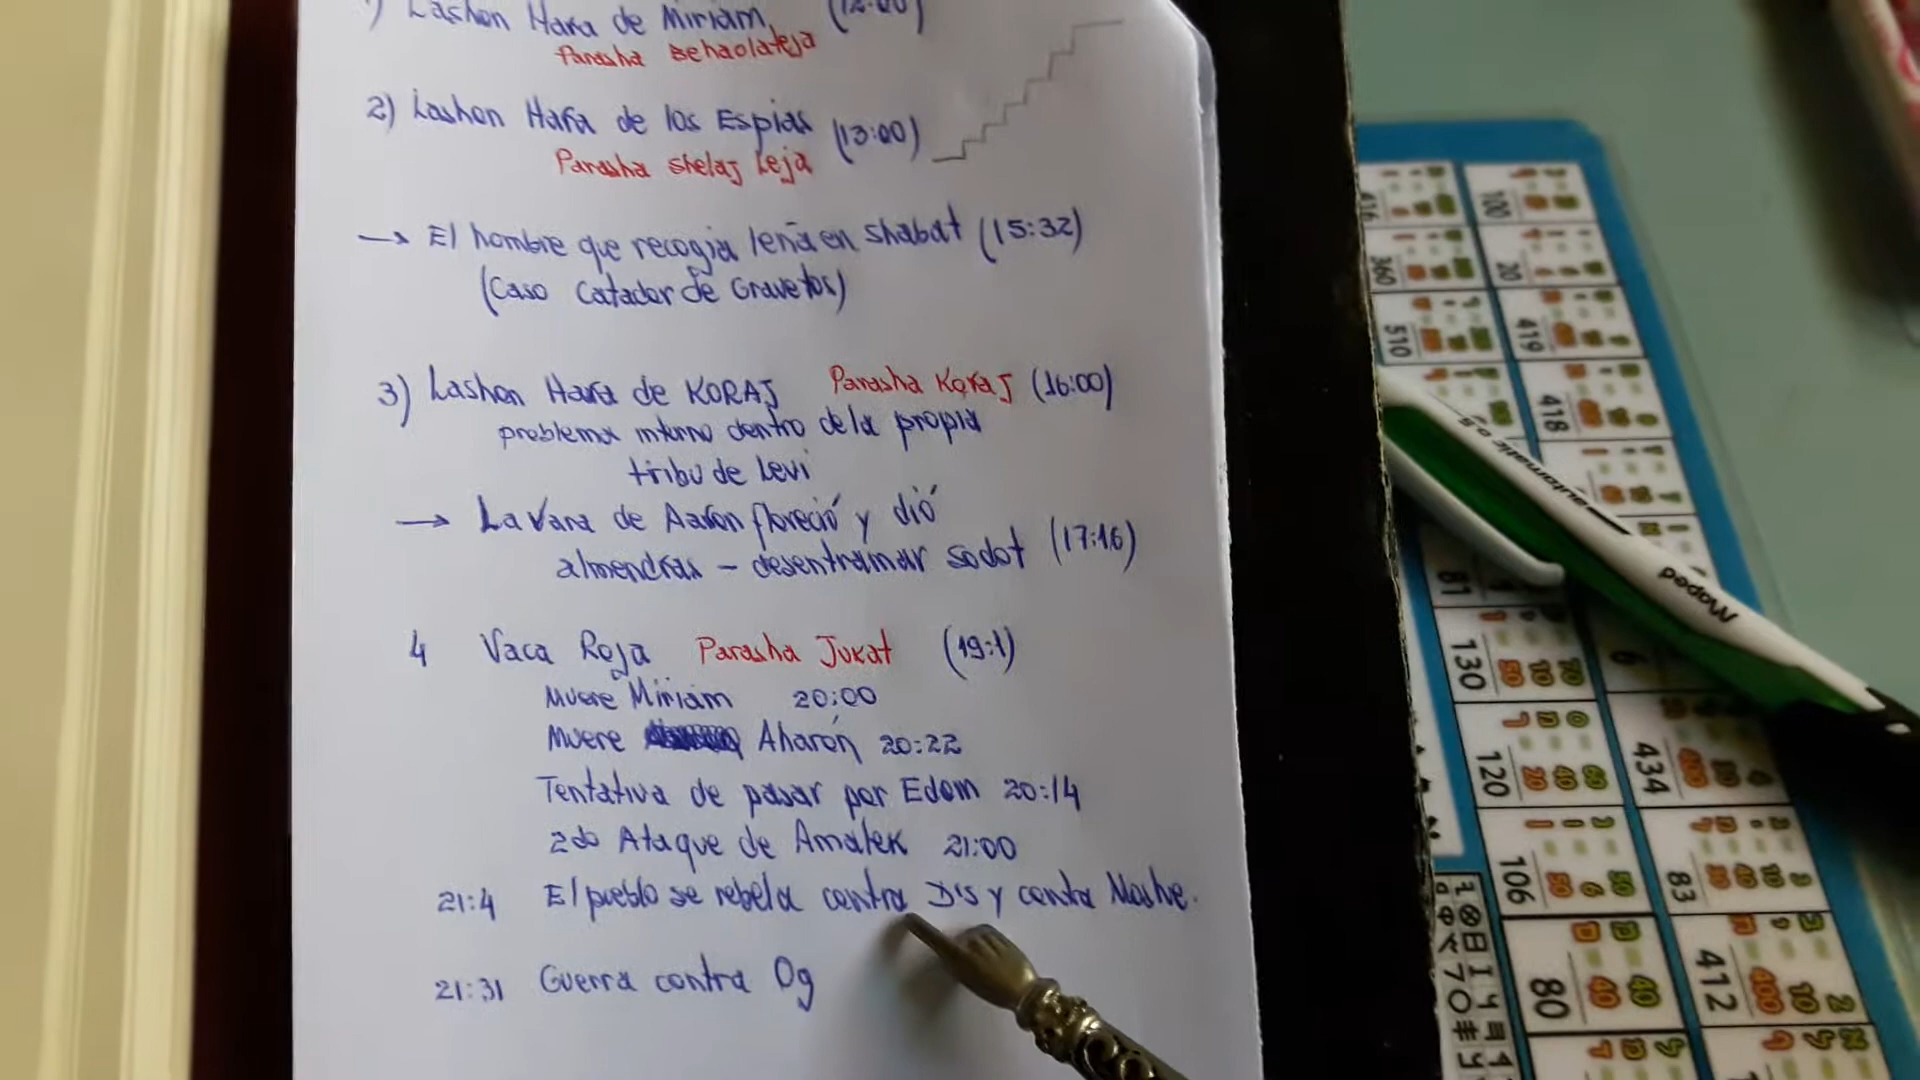 1) Lashon Hara de Miriam (12:00)
Parasha Behaolateja
2) Lashon Hara de los Espias (13:00)
Parasha Shelaj Leja
→ El hombre que recogia leña en shabat (15:32)
(Caso Catador de Gravetos)
3) Lashon Hara de KORAJ Parasha Koraj (16:00)
problema interno dentro de la propia
tribu de Levi
→ La Vara de Aaron floreció y dió
almendras - desentramar sodot (17:16)
4 Vaca Roja Parasha Jukat (19:1)
Muere Miriam 20:00
Muere Aharón 20:22
Tentativa de pasar por Edom 20:14
2do Ataque de Amalek 21:00
21:4 El pueblo se rebela contra D'S y contra Moshe.
21:31 Guerra contra Og
automatic 0.5
Maped
416
360
510
81
130
120
106
80
100
20
419
418
6
434
83
412